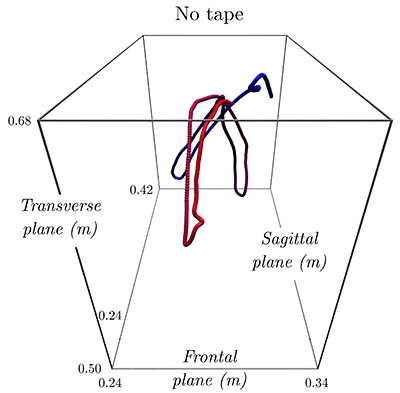 No tape
0.68
0.42
Transverse
plane (m)
Sagittal
plane (m)
0.24
Frontal
plane (m)
0.50
0.24
0.34